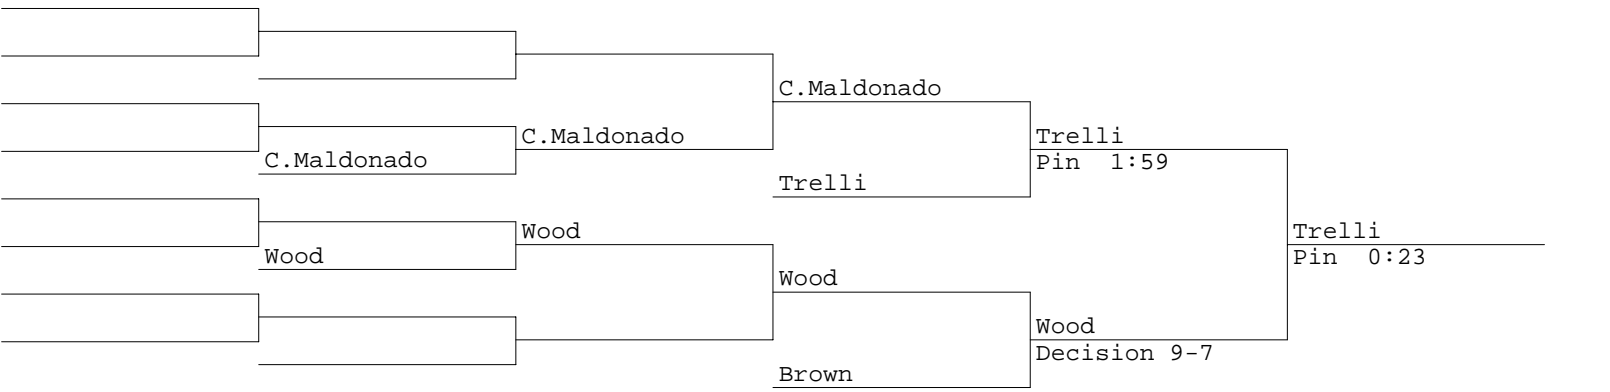 C.Maldonado
C.Maldonado
Trelli
Pin 1:59
C.Maldonado
Trelli
Wood
Trelli
Wood
Pin 0:23
Wood
Wood
Decision 9-7
Brown